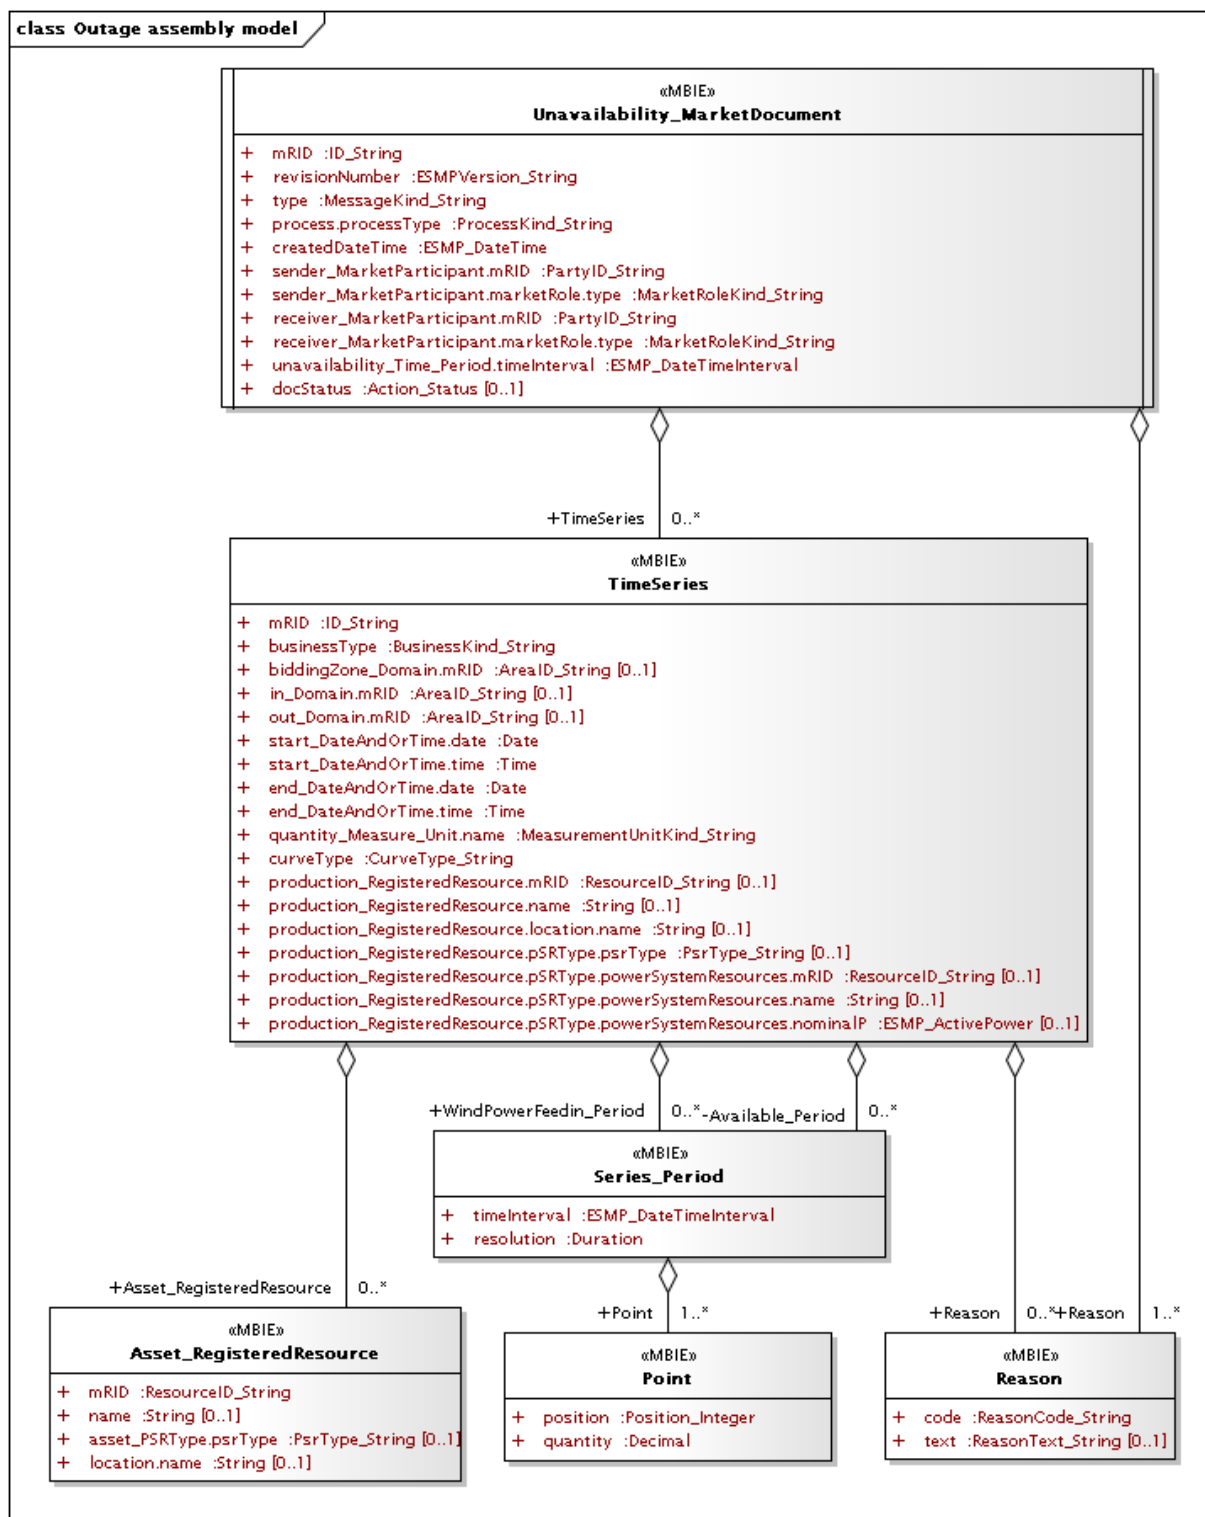 class Outage assembly model
«MBIE»
Unavailability_MarketDocument
+ mRID :ID_String
+ revisionNumber :ESMPVersion_String
+ type :MessageKind_String
+ process.processType :ProcessKind_String
+ createdDateTime :ESMP_DateTime
+ sender_MarketParticipant.mRID :PartyID_String
+ sender_MarketParticipant.marketRole.type :MarketRoleKind_String
+ receiver_MarketParticipant.mRID :PartyID_String
+ receiver_MarketParticipant.marketRole.type :MarketRoleKind_String
+ unavailability_Time_Period.timeInterval :ESMP_DateTimeInterval
+ docStatus :Action_Status [0..1]
+TimeSeries 0..*
«MBIE»
TimeSeries
+ mRID :ID_String
+ businessType :BusinessKind_String
+ biddingZone_Domain.mRID :AreaID_String [0..1]
+ in_Domain.mRID :AreaID_String [0..1]
+ out_Domain.mRID :AreaID_String [0..1]
+ start_DateAndOrTime.date :Date
+ start_DateAndOrTime.time :Time
+ end_DateAndOrTime.date :Date
+ end_DateAndOrTime.time :Time
+ quantity_Measure_Unit.name :MeasurementUnitKind_String
+ curveType :CurveType_String
+ production_RegisteredResource.mRID :ResourceID_String [0..1]
+ production_RegisteredResource.name :String [0..1]
+ production_RegisteredResource.location.name :String [0..1]
+ production_RegisteredResource.pSRType.psrType :PsrType_String [0..1]
+ production_RegisteredResource.pSRType.powerSystemResources.mRID :ResourceID_String [0..1]
+ production_RegisteredResource.pSRType.powerSystemResources.name :String [0..1]
+ production_RegisteredResource.pSRType.powerSystemResources.nominalP :ESMP_ActivePower [0..1]
+WindPowerFeedin_Period 0..* -Available_Period 0..*
«MBIE»
Series_Period
+ timeInterval :ESMP_DateTimeInterval
+ resolution :Duration
+Asset_RegisteredResource 0..*
«MBIE»
Asset_RegisteredResource
+ mRID :ResourceID_String
+ name :String [0..1]
+ asset_PSRType.psrType :PsrType_String [0..1]
+ location.name :String [0..1]
+Point 1..*
«MBIE»
Point
+ position :Position_Integer
+ quantity :Decimal
+Reason 0..* +Reason 1..*
«MBIE»
Reason
+ code :ReasonCode_String
+ text :ReasonText_String [0..1]